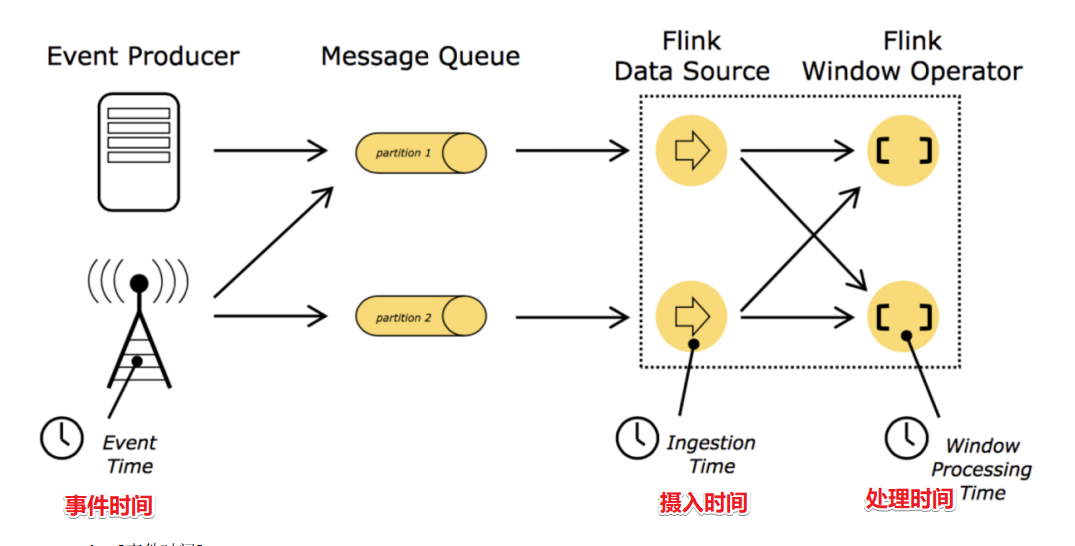 Event Producer
Message Queue
Flink
Data Source
Flink
Window Operator
partition 1
partition 2
Event
Time
Ingestion
Time
Window
Processing
Time
事件时间
摄入时间
处理时间